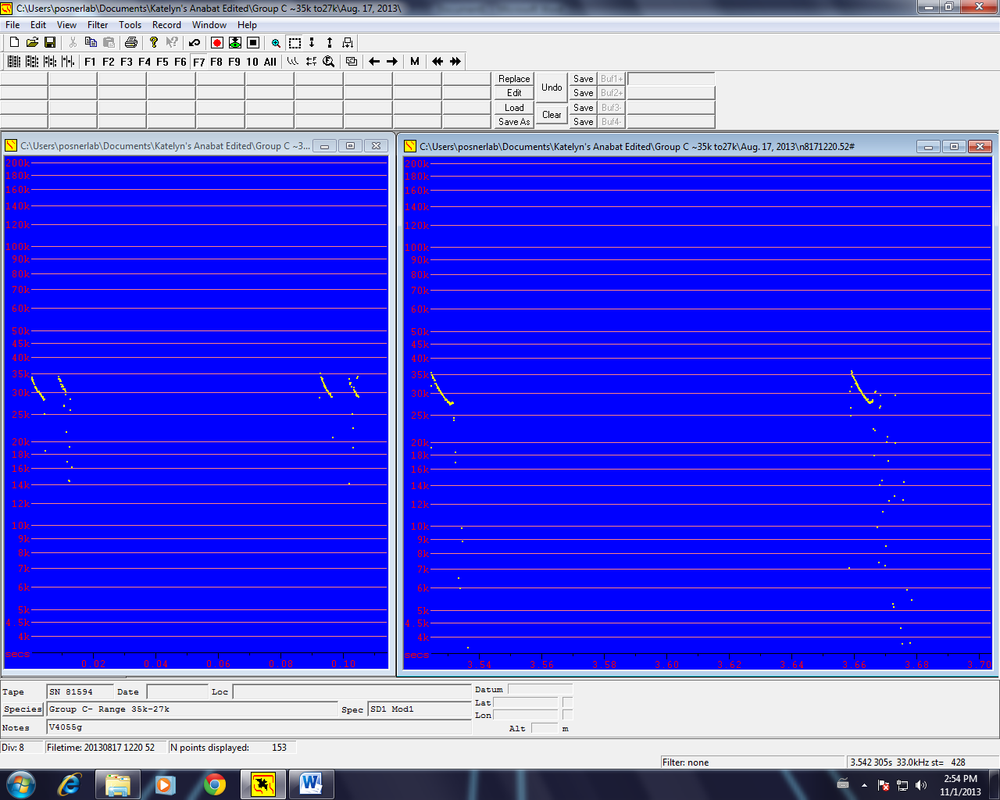 C:\Users\posnerlab\Documents\Katelyn's Anabat Edited\Group C ~35k to27k\Aug. 17, 2013\
File Edit View Filter Tools Record Window Help
F1 F2 F3 F4 F5 F6 F7 F8 F9 10 All M
Replace Undo Save Buf1+
Edit Save Buf2+
Load Clear Save Buf3-
Save As Save Buf4-
C:\Users\posnerlab\Documents\Katelyn's Anabat Edited\Group C ~3...
200k
180k
160k
140k
120k
100k
90k
80k
70k
60k
50k
45k
40k
35k
30k
25k
20k
18k
16k
14k
12k
10k
9k
8k
7k
6k
5k
4.5k
4k
secs
0.02 0.04 0.06 0.08 0.10
C:\Users\posnerlab\Documents\Katelyn's Anabat Edited\Group C ~35k to27k\Aug. 17, 2013\n8171220.52#
200k
180k
160k
140k
120k
100k
90k
80k
70k
60k
50k
45k
40k
35k
30k
25k
20k
18k
16k
14k
12k
10k
9k
8k
7k
6k
5k
4.5k
4k
secs
3.54 3.56 3.58 3.60 3.62 3.64 3.66 3.68 3.70
Tape SN 81594 Date Loc
Species Group C- Range 35k-27k Spec SD1 Mod1
Notes V4055g
Datum
Lat
Lon
Alt m
Div: 8 Filetime: 20130817 1220 52 N points displayed: 153
Filter: none 3.542 305s 33.0kHz st= 428
2:54 PM
11/1/2013